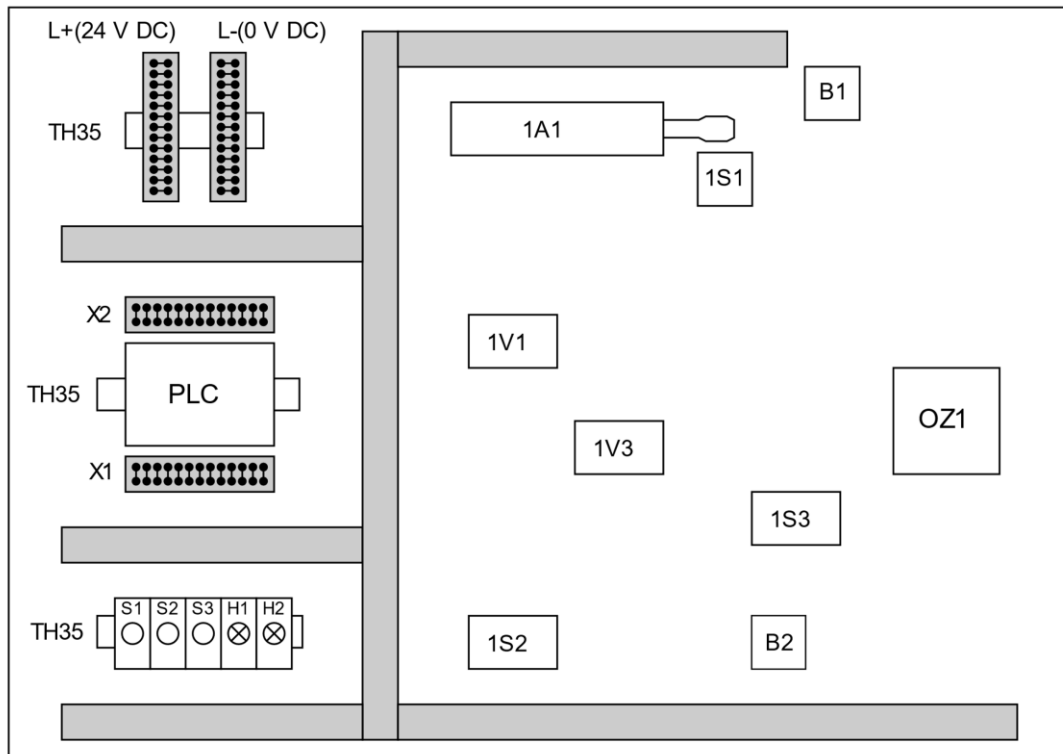 L+(24 V DC) L-(0 V DC)
B1
TH35
1A1
1S1
X2
1V1
TH35
PLC
OZ1
1V3
X1
1S3
S1 S2 S3 H1 H2
TH35
1S2
B2